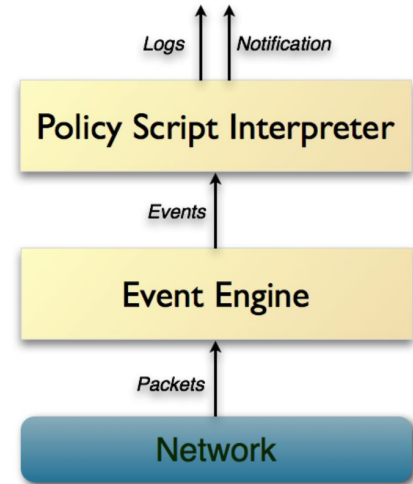 Logs Notification
Policy Script Interpreter
Events
Event Engine
Packets
Network